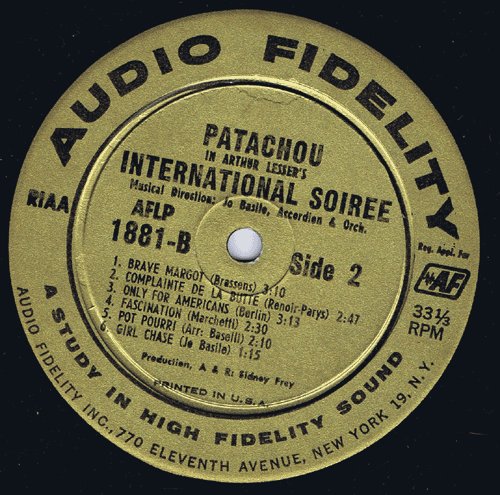 AUDIO FIDELITY
Reg. Appl. For
AF
RIAA
PATACHOU
IN ARTHUR LESSER'S
INTERNATIONAL SOIREE
Musical Direction: Jo Basile, Accordion & Orch.
AFLP
1881-B
Side 2
33 1/3
RPM
1. BRAVE MARGOT (Brassens) 3:10
2. COMPLAINTE DE LA BUTTE (Renoir-Parys) 2:47
3. ONLY FOR AMERICANS (Berlin) 3:13
4. FASCINATION (Marchetti) 2:30
5. POT POURRI (Arr: Baselli) 2:10
6. GIRL CHASE (Jo Basile) 1:15
Production, A & R: Sidney Frey
PRINTED IN U.S.A.
A STUDY IN HIGH FIDELITY SOUND
AUDIO FIDELITY INC., 770 ELEVENTH AVENUE, NEW YORK 19, N.Y.